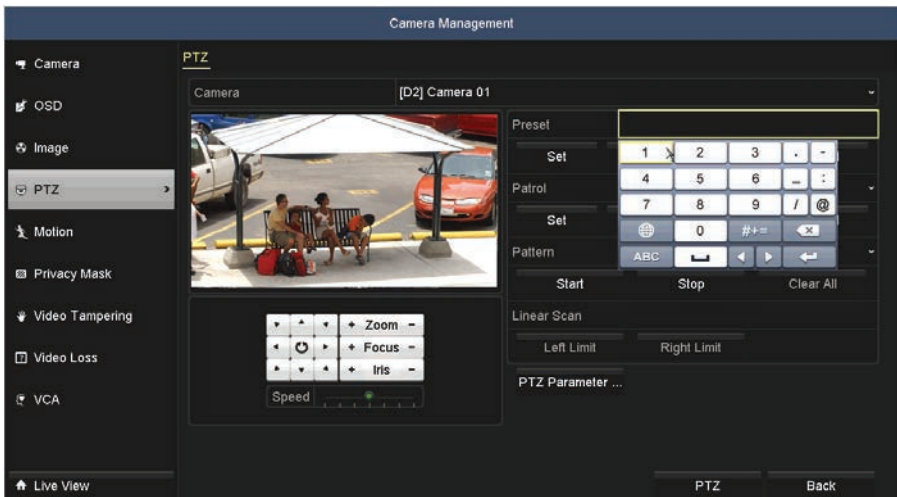 Camera Management
Camera
OSD
Image
PTZ
Motion
Privacy Mask
Video Tampering
Video Loss
VCA
Live View
PTZ
Camera [D2] Camera 01
Preset
Set
Patrol
Set
Pattern
Start Stop Clear All
Linear Scan
Left Limit Right Limit
PTZ Parameter ...
1 2 3 . -
4 5 6 _ :
7 8 9 / @
0 #+=
ABC
+ Zoom -
+ Focus -
+ Iris -
Speed
PTZ Back